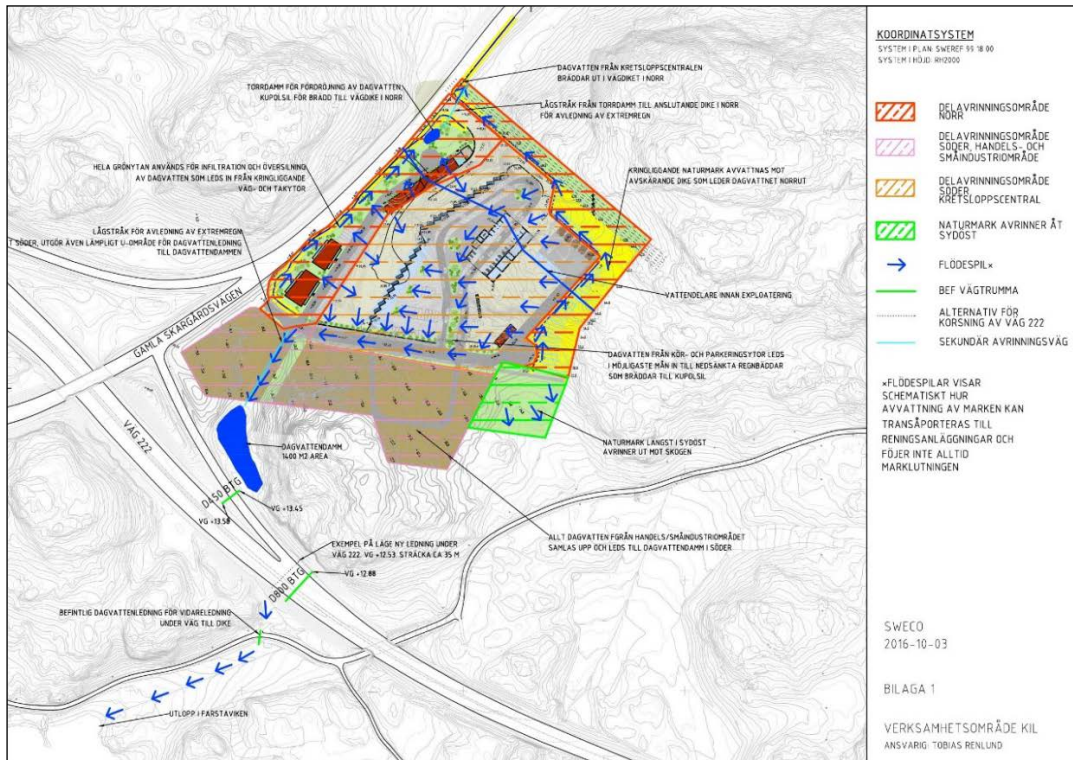 DAGVATTEN FRÅN KRETSLOPPSCENTRALEN
BRÄDDAR UT I VÄGDIKET I NORR
TORRDAMM FÖR FÖRDRÖJNING AV DAGVATTEN
KUPOLSIL FÖR BRÄDD TILL VÄGDIKE I NORR
LÅGSTRÅK FRÅN TORRDAMM TILL ANSLUTANDE DIKE I NORR
FÖR AVLEDNING AV EXTREMREGN
HELA GRÖNYTAN ANVÄNDS FÖR INFILTRATION OCH ÖVERSILNING
AV DAGVATTEN SOM LEDS IN FRÅN KRINGLIGGANDE
VÄG- OCH TAKYTOR
KRINGLIGGANDE NATURMARK AVVATTNAS MOT
AVSKÄRANDE DIKE SOM LEDER DAGVATTNET NORRUT
LÅGSTRÅK FÖR AVLEDNING AV EXTREMREGN
T SÖDER, UTGÖR ÄVEN LÄMPLIGT U-OMRÅDE FÖR DAGVATTENLEDNING
TILL DAGVATTENDAMMEN
VATTENDELARE INNAN EXPLOATERING
GAMLA SKÄRGÅRDSVÄGEN
DAGVATTEN FRÅN KÖR- OCH PARKERINGSYTOR LEDS
I MÖJLIGASTE MÅN IN TILL NEDSÄNKTA REGNBÄDDAR
SOM BRÄDDAR TILL KUPOLSIL
VÄG 222
DAGVATTENDAMM
1400 M2 AREA
NATURMARK LÄNGST I SYDÖST
AVRINNER UT MOT SKOGEN
D450 BTG
VG +13.45
VG +13.58
ALLT DAGVATTEN FGRÅN HANDELS/SMÅINDUSTRIOMRÅDET
SAMLAS UPP OCH LEDS TILL DAGVATTENDAMM I SÖDER
EXEMPEL PÅ LÄGE NY LEDNING UNDER
VÄG 222. VG +12.53. STRÄCKA CA 35 M
D800 BTG
VG +12.88
BEFINTLIG DAGVATTENLEDNING FÖR VIDARELEDNING
UNDER VÄG TILL DIKE
UTLOPP I FARSTAVIKEN
KOORDINATSYSTEM
SYSTEM I PLAN: SWEREF 99 18 00
SYSTEM I HÖJD: RH2000
DELAVRINNINGSOMRÅDE
NORR
DELAVRINNINGSOMRÅDE
SÖDER, HANDELS- OCH
SMÅINDUSTRIOMRÅDE
DELAVRINNINGSOMRÅDE
SÖDER,
KRETSLOPPSCENTRAL
NATURMARK AVRINNER ÅT
SYDÖST
FLÖDESPIL*
BEF VÄGTRUMMA
ALTERNATIV FÖR
KORSNING AV VÄG 222
SEKUNDÄR AVRINNINGSVÄG
*FLÖDESPILAR VISAR
SCHEMATISKT HUR
AVVATTNING AV MARKEN KAN
TRANSÅPORTERAS TILL
RENINGSANLÄGGNINGAR OCH
FÖJER INTE ALLTID
MARKLUTNINGEN
SWECO
2016-10-03
BILAGA 1
VERKSAMHETSOMRÅDE KIL
ANSVARIG: TOBIAS RENLUND